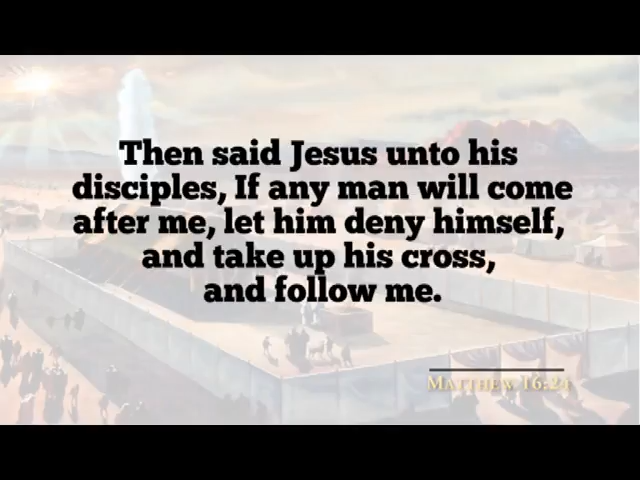 Then said Jesus unto his
disciples, If any man will come
after me, let him deny himself,
and take up his cross,
and follow me.
Matthew 16:24